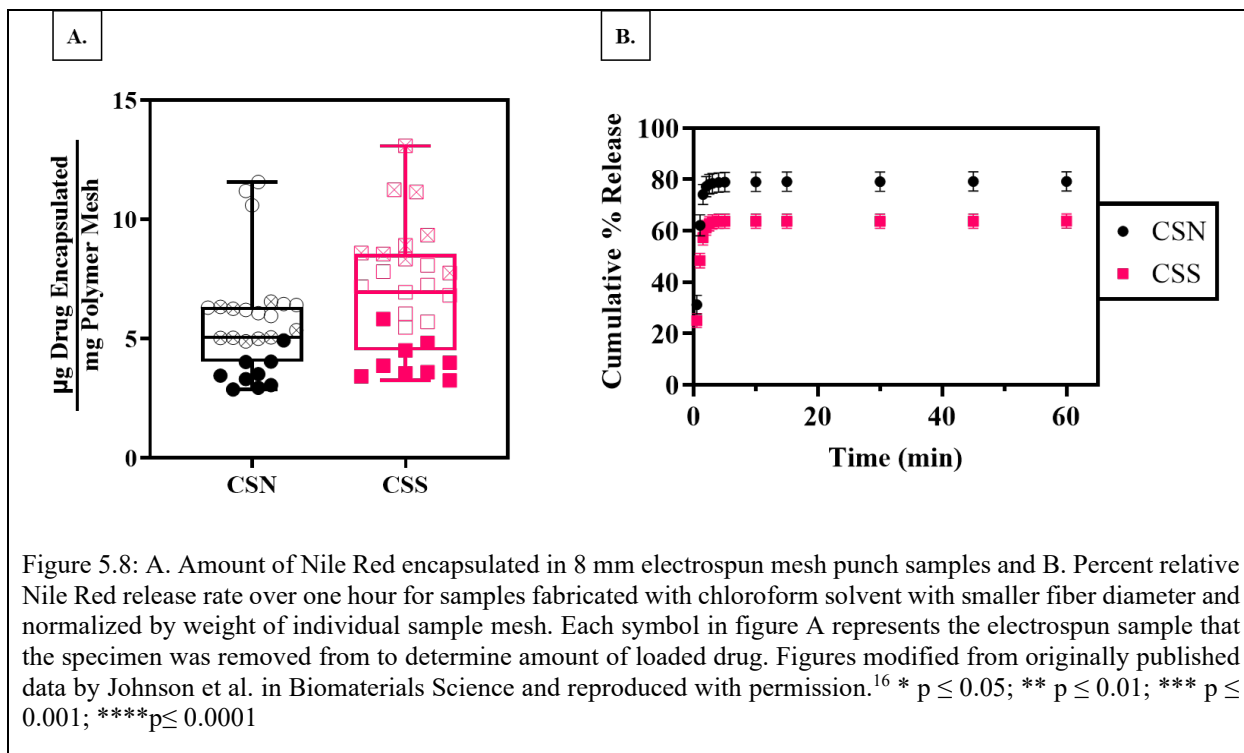 A.
B.
µg Drug Encapsulated
mg Polymer Mesh
15
10
5
0
CSN
CSS
Cumulative % Release
100
80
60
40
20
0
0
20
40
60
Time (min)
CSN
CSS
Figure 5.8: A. Amount of Nile Red encapsulated in 8 mm electrospun mesh punch samples and B. Percent relative
Nile Red release rate over one hour for samples fabricated with chloroform solvent with smaller fiber diameter and
normalized by weight of individual sample mesh. Each symbol in figure A represents the electrospun sample that
the specimen was removed from to determine amount of loaded drug. Figures modified from originally published
data by Johnson et al. in Biomaterials Science and reproduced with permission.16 * p ≤ 0.05; ** p ≤ 0.01; *** p ≤
0.001; ****p≤ 0.0001